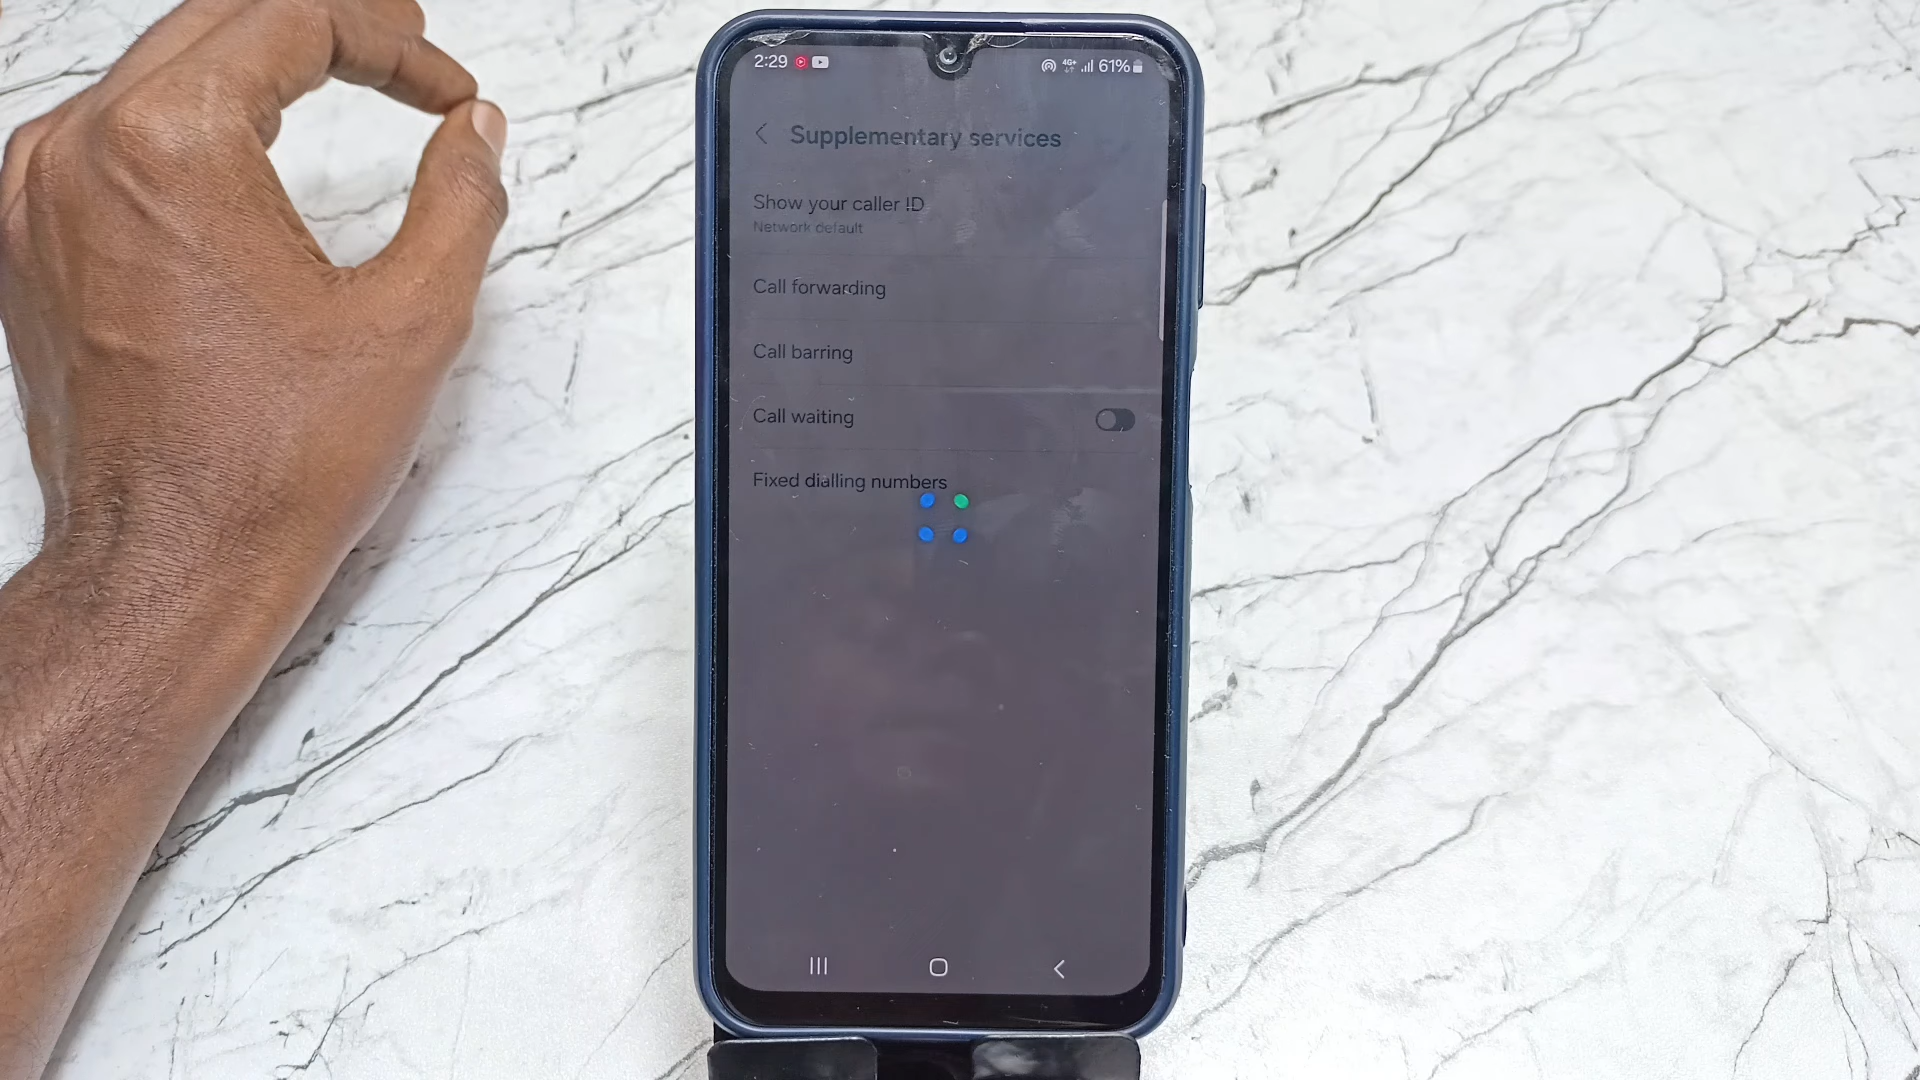 2:29 4G+ 61%
Supplementary services
Show your caller ID
Network default
Call forwarding
Call barring
Call waiting
Fixed dialling numbers